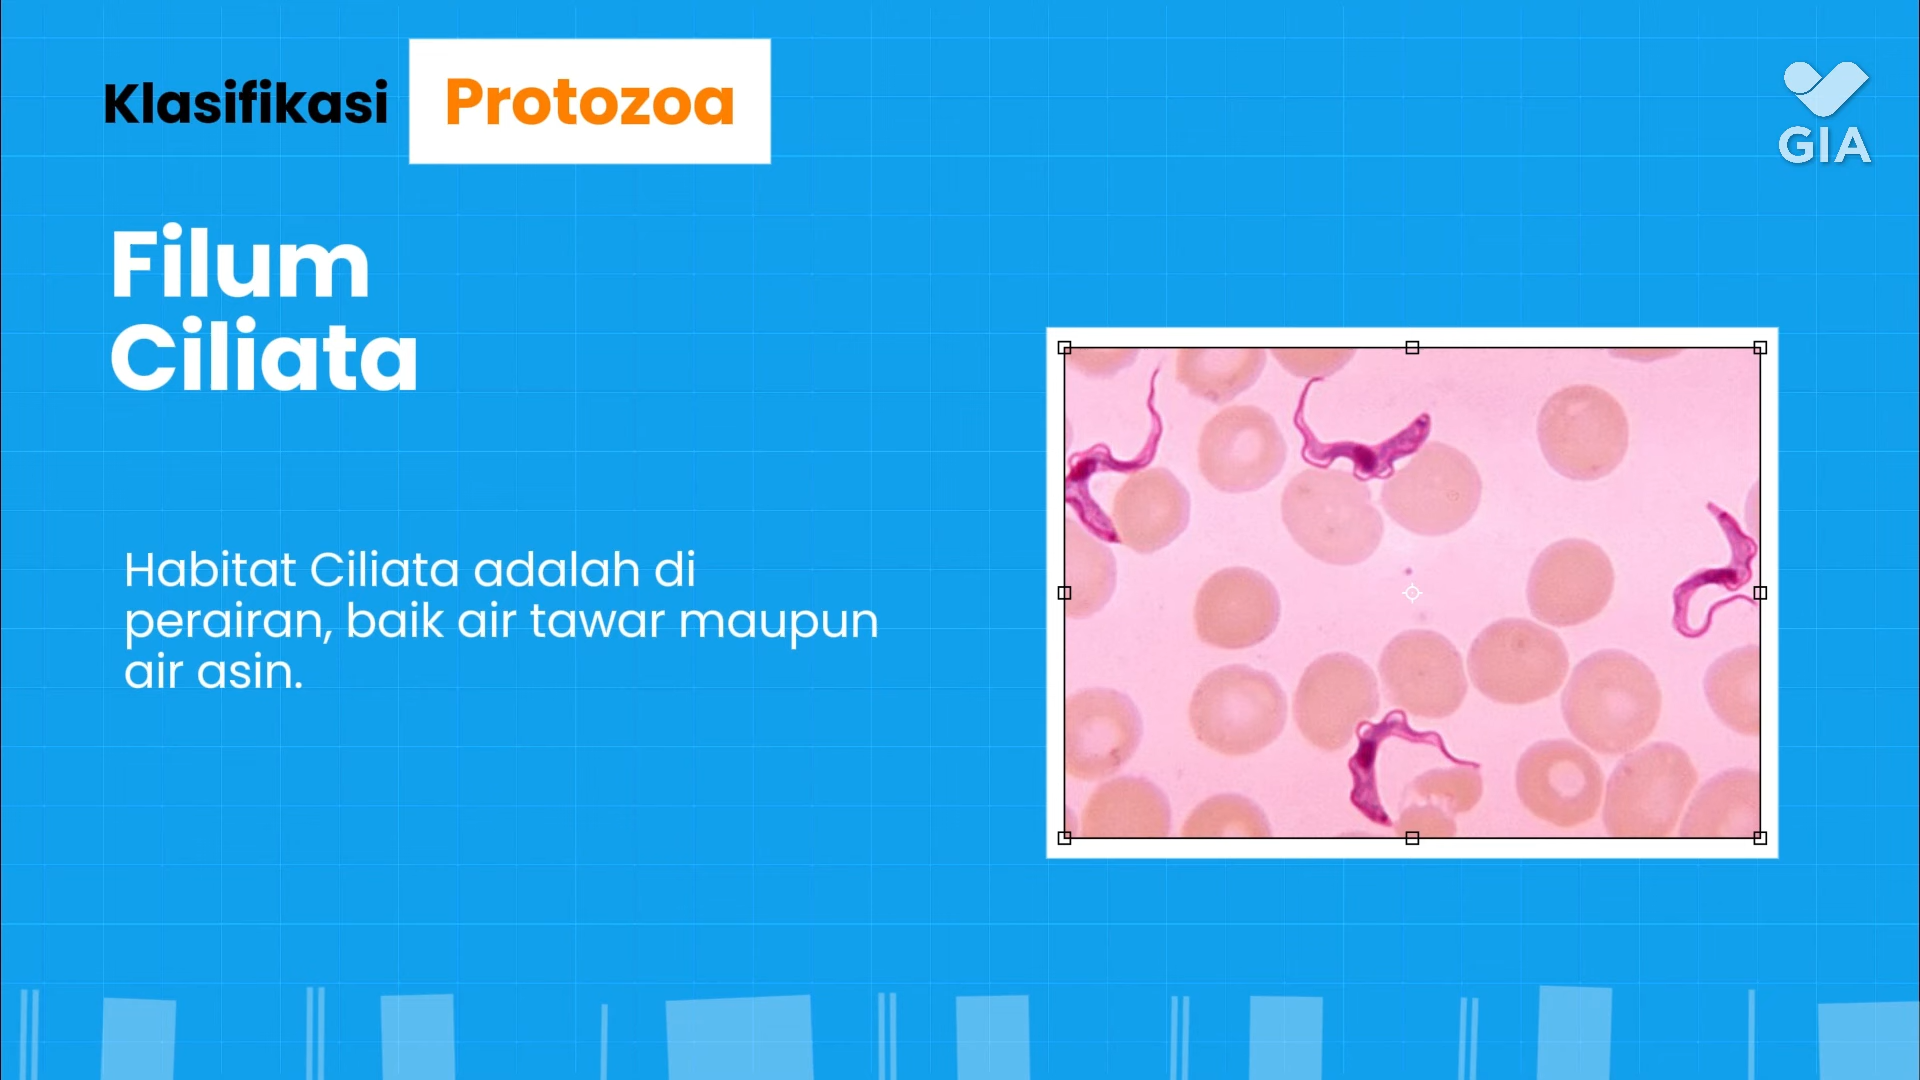 Klasifikasi Protozoa
GIA
Filum
Ciliata
Habitat Ciliata adalah di
perairan, baik air tawar maupun
air asin.